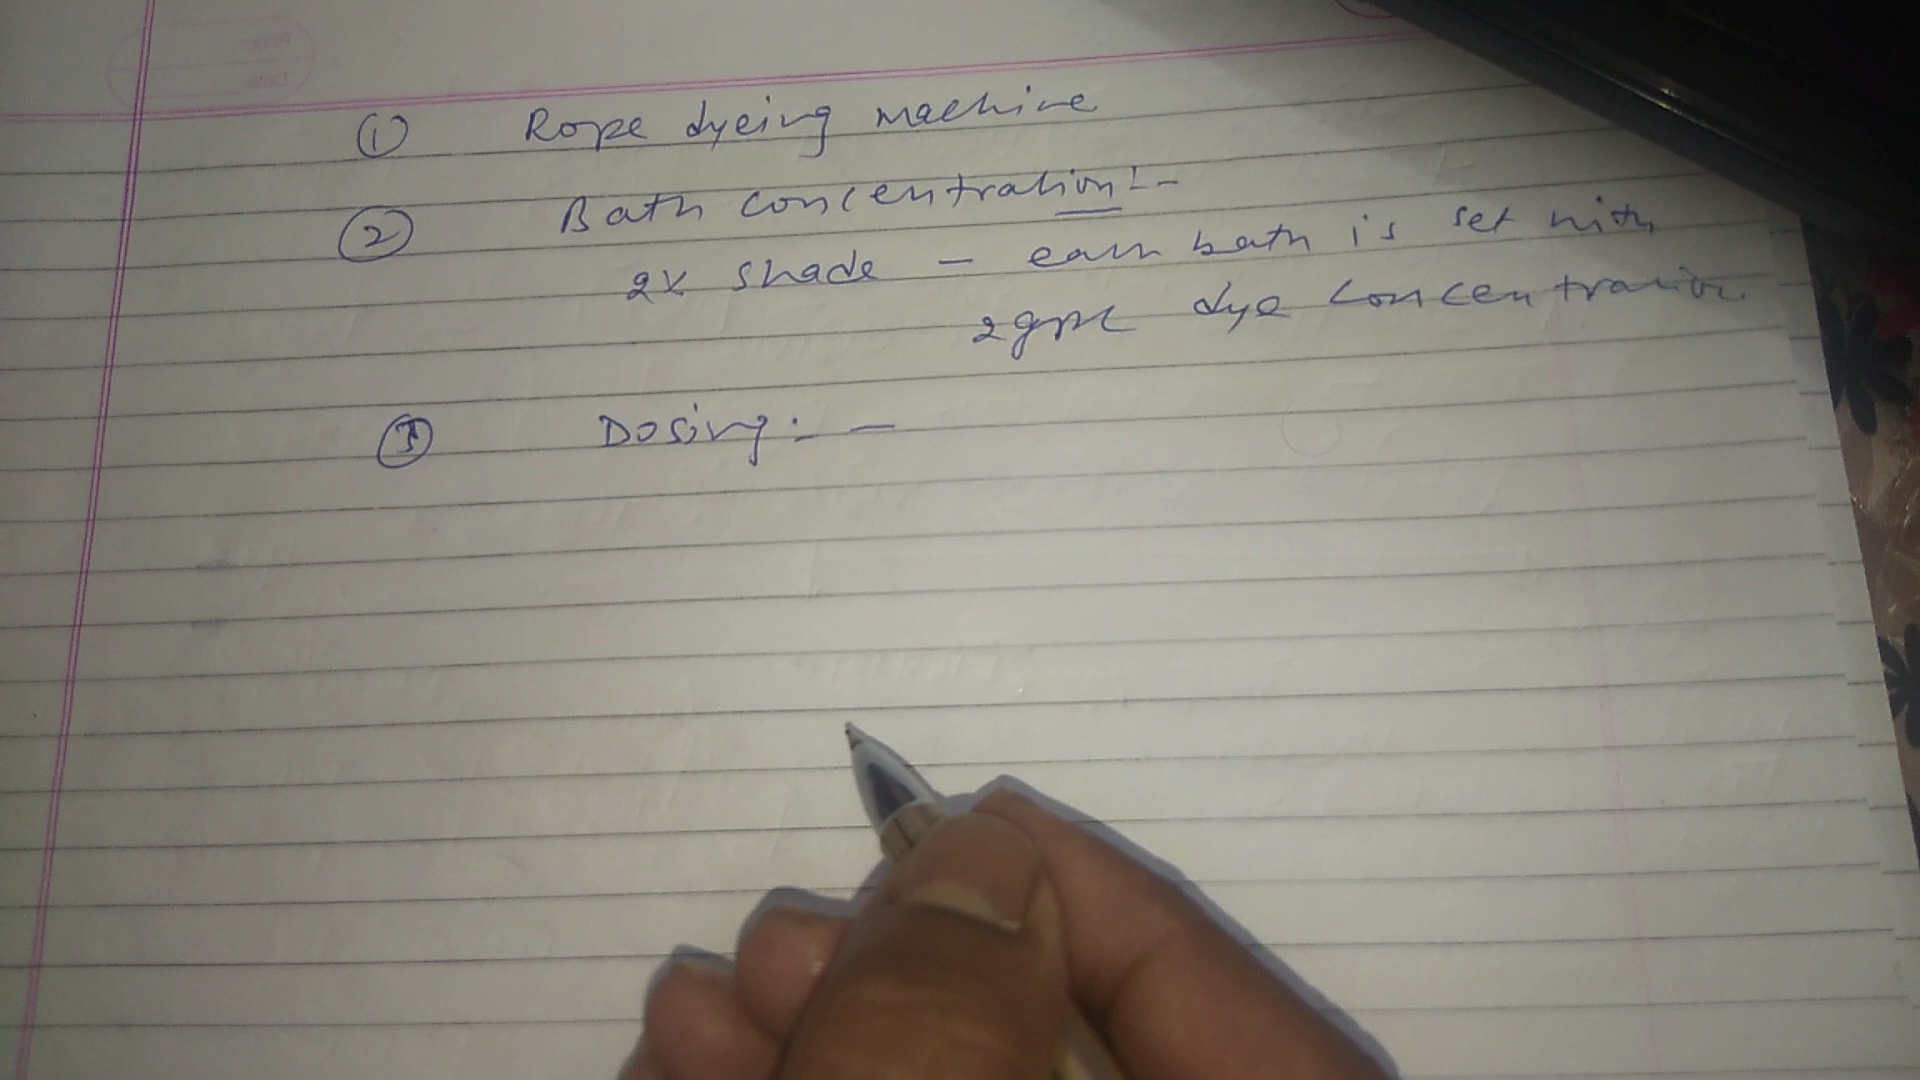 ① Rope dyeing machine
② Bath concentration :-
2% shade - each bath is set with
2gpl dye concentration
③ Dosing : -